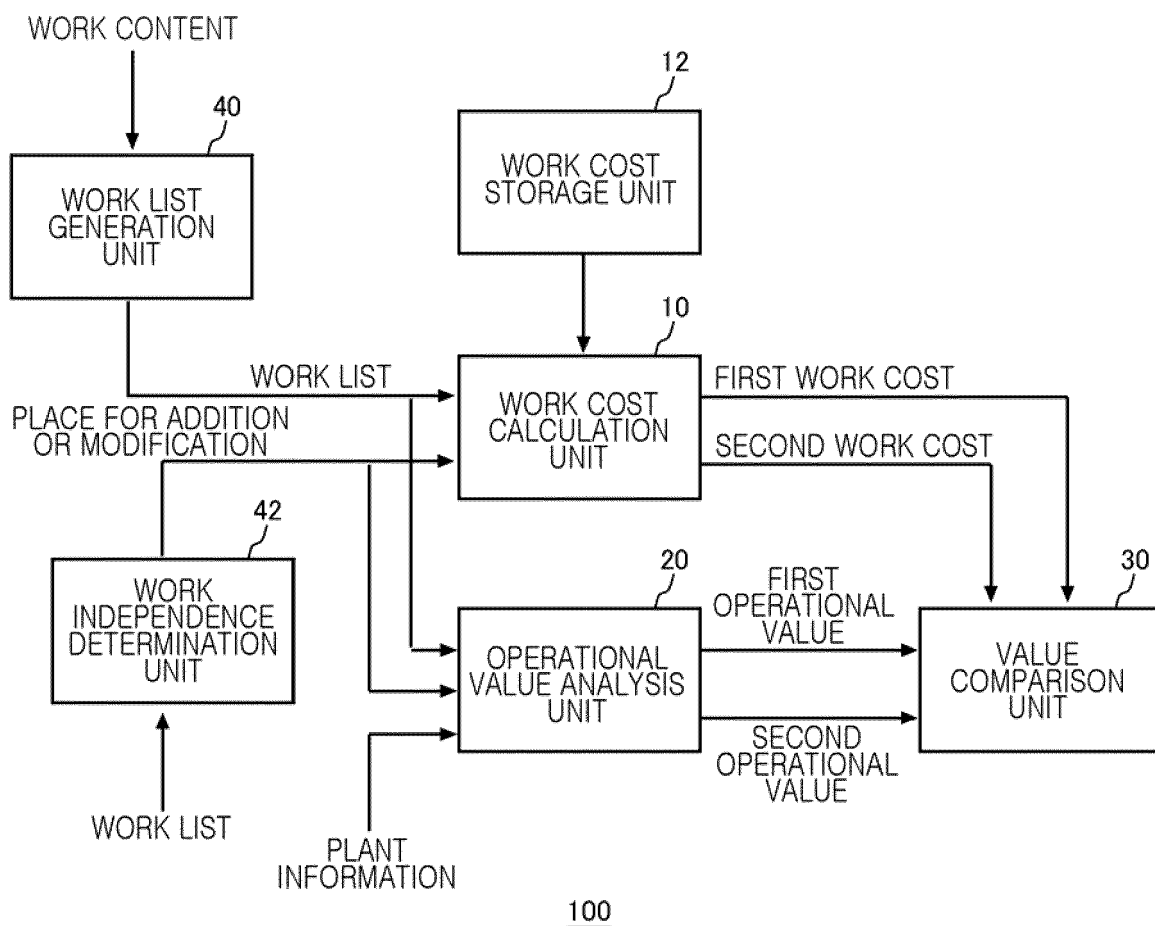 WORK CONTENT
40
WORK LIST
GENERATION
UNIT
12
WORK COST
STORAGE UNIT
WORK LIST
PLACE FOR ADDITION
OR MODIFICATION
10
WORK COST
CALCULATION
UNIT
FIRST WORK COST
SECOND WORK COST
42
WORK
INDEPENDENCE
DETERMINATION
UNIT
WORK LIST
20
OPERATIONAL
VALUE ANALYSIS
UNIT
FIRST
OPERATIONAL
VALUE
SECOND
OPERATIONAL
VALUE
30
VALUE
COMPARISON
UNIT
PLANT
INFORMATION
100